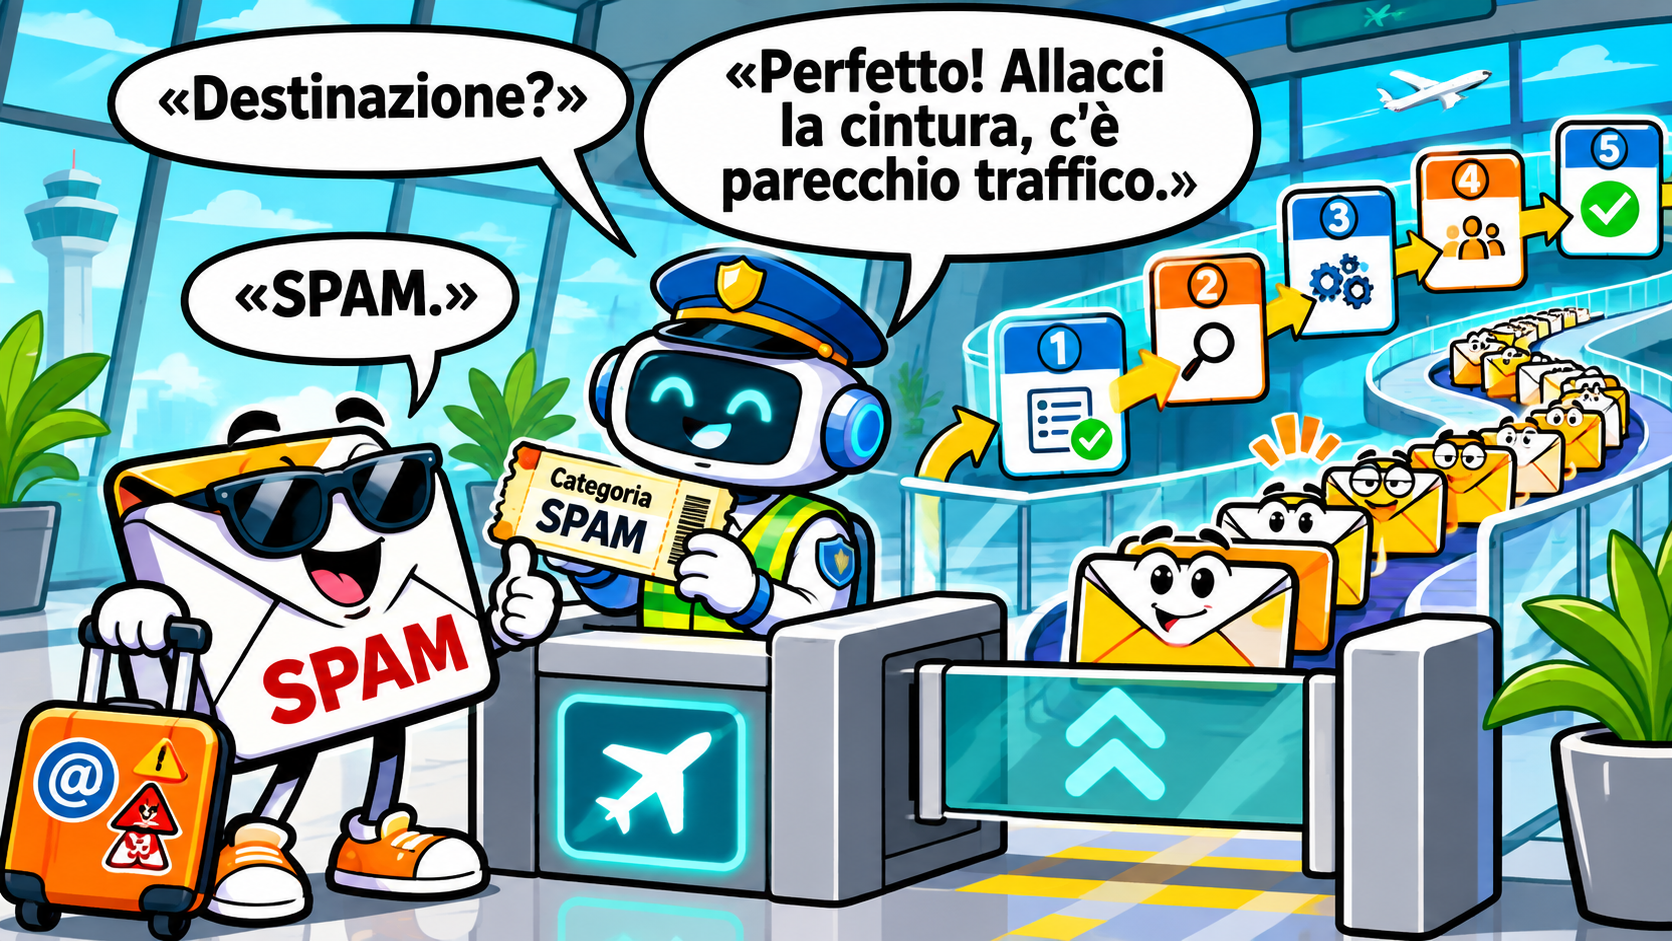 «Destinazione?»
«Perfetto! Allacci
la cintura, c'è
parecchio traffico.»
«SPAM.»
Categoria
SPAM
SPAM
@
!
1
2
3
4
5